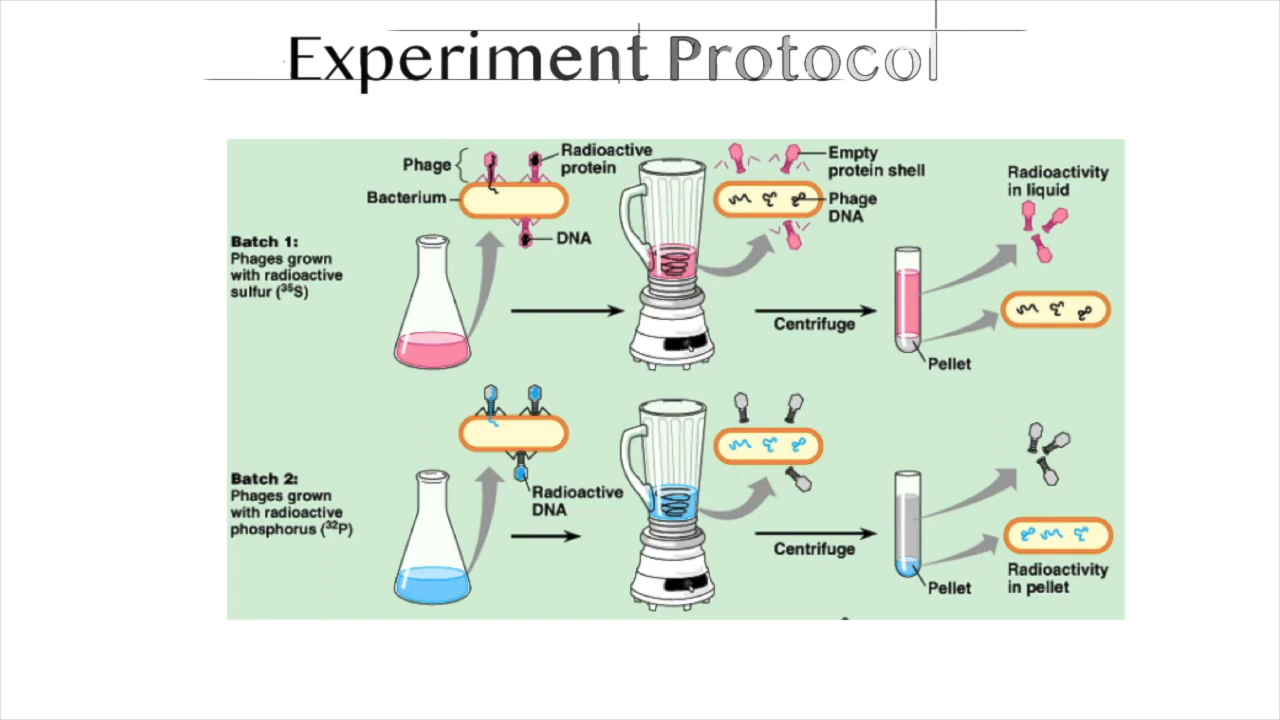 Experiment Protocol
Phage
Radioactive
protein
Bacterium
DNA
Empty
protein shell
Phage
DNA
Radioactivity
in liquid
Batch 1:
Phages grown
with radioactive
sulfur (³⁵S)
Centrifuge
Pellet
Batch 2:
Phages grown
with radioactive
phosphorus (³²P)
Radioactive
DNA
Centrifuge
Pellet
Radioactivity
in pellet